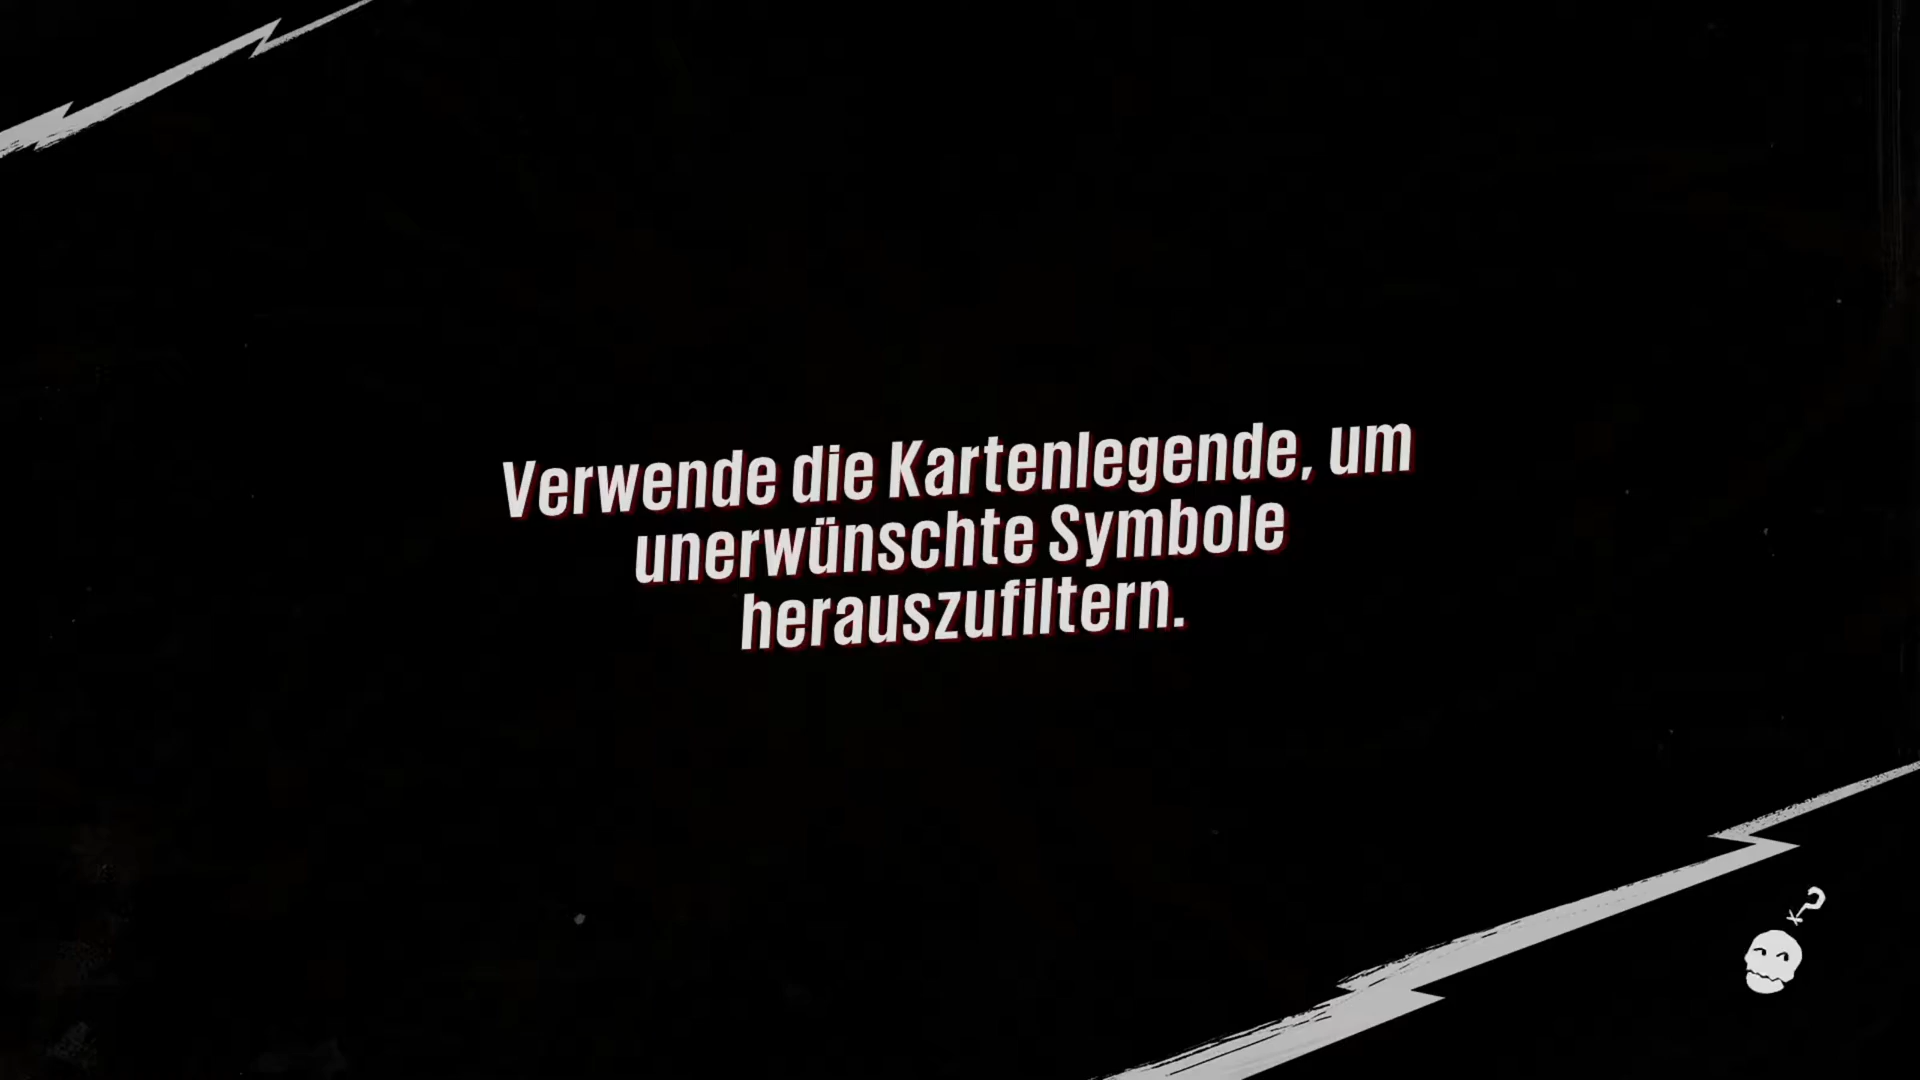 Verwende die Kartenlegende, um
unerwünschte Symbole
herauszufiltern.